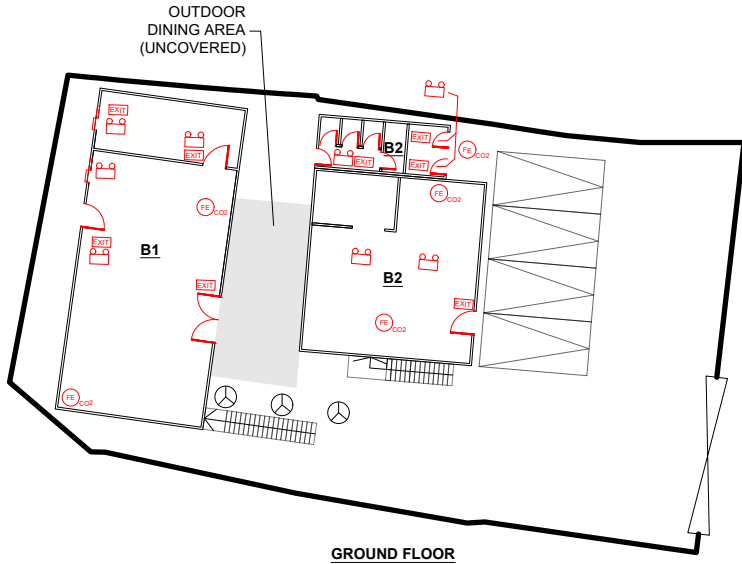 OUTDOOR
DINING AREA
(UNCOVERED)
EXIT
EXIT
EXIT
B2
EXIT
FE
CO2
EXIT
FE
CO2
FE
CO2
EXIT
B1
B2
EXIT
EXIT
FE
CO2
FE
CO2
GROUND FLOOR